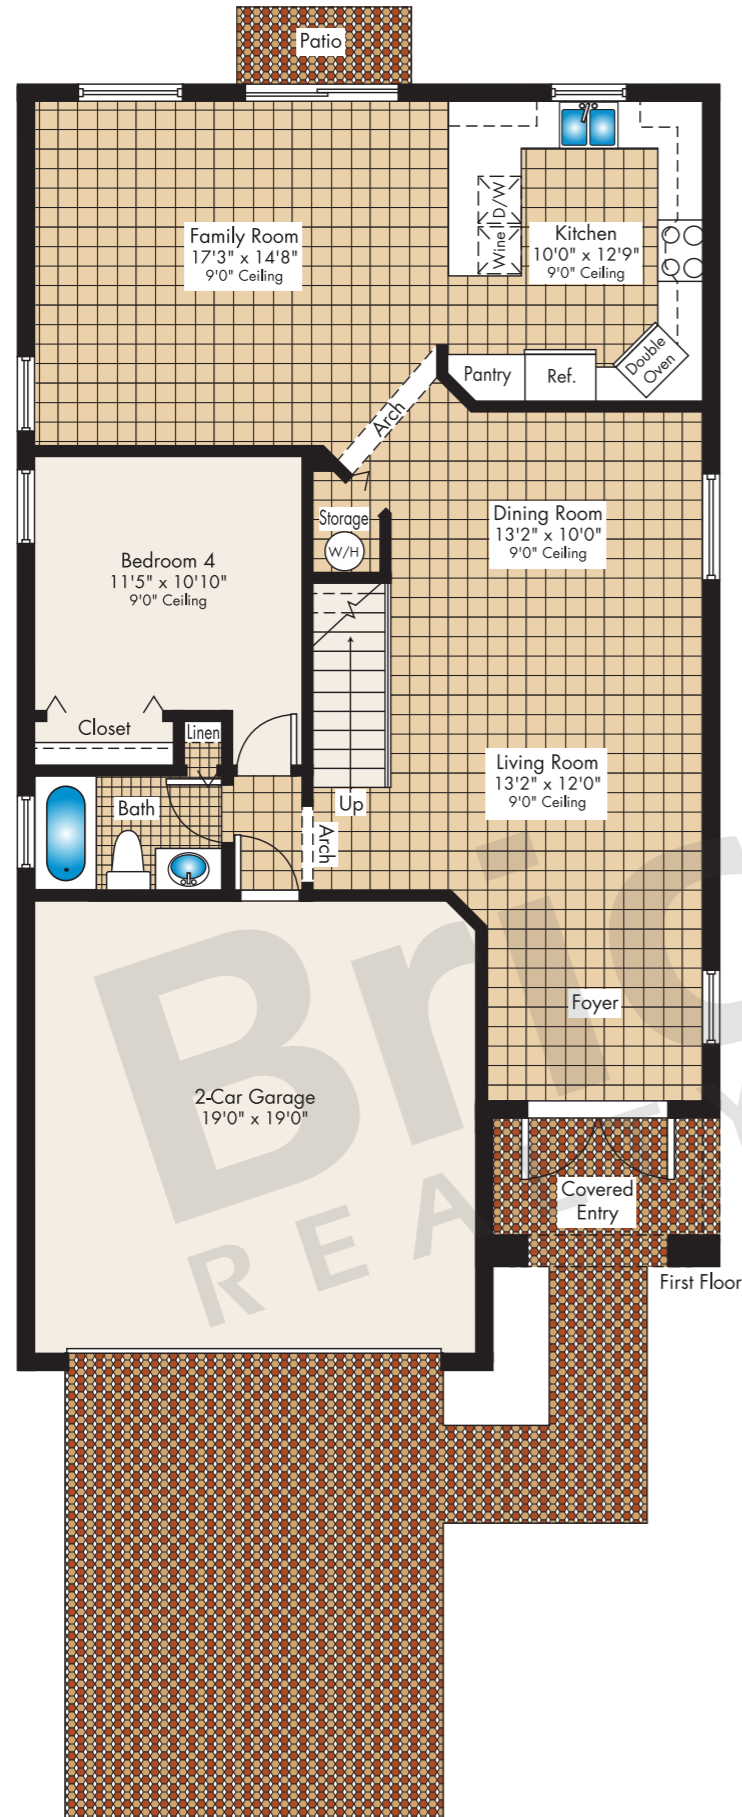 Patio
Family Room
17'3" x 14'8"
9'0" Ceiling
Wine
D/W
Kitchen
10'0" x 12'9"
9'0" Ceiling
Double
Oven
Pantry
Ref.
Arch
Storage
W/H
Dining Room
13'2" x 10'0"
9'0" Ceiling
Bedroom 4
11'5" x 10'10"
9'0" Ceiling
Closet
Linen
Living Room
13'2" x 12'0"
9'0" Ceiling
Up
Bath
Arch
Foyer
2-Car Garage
19'0" x 19'0"
Covered
Entry
First Floor